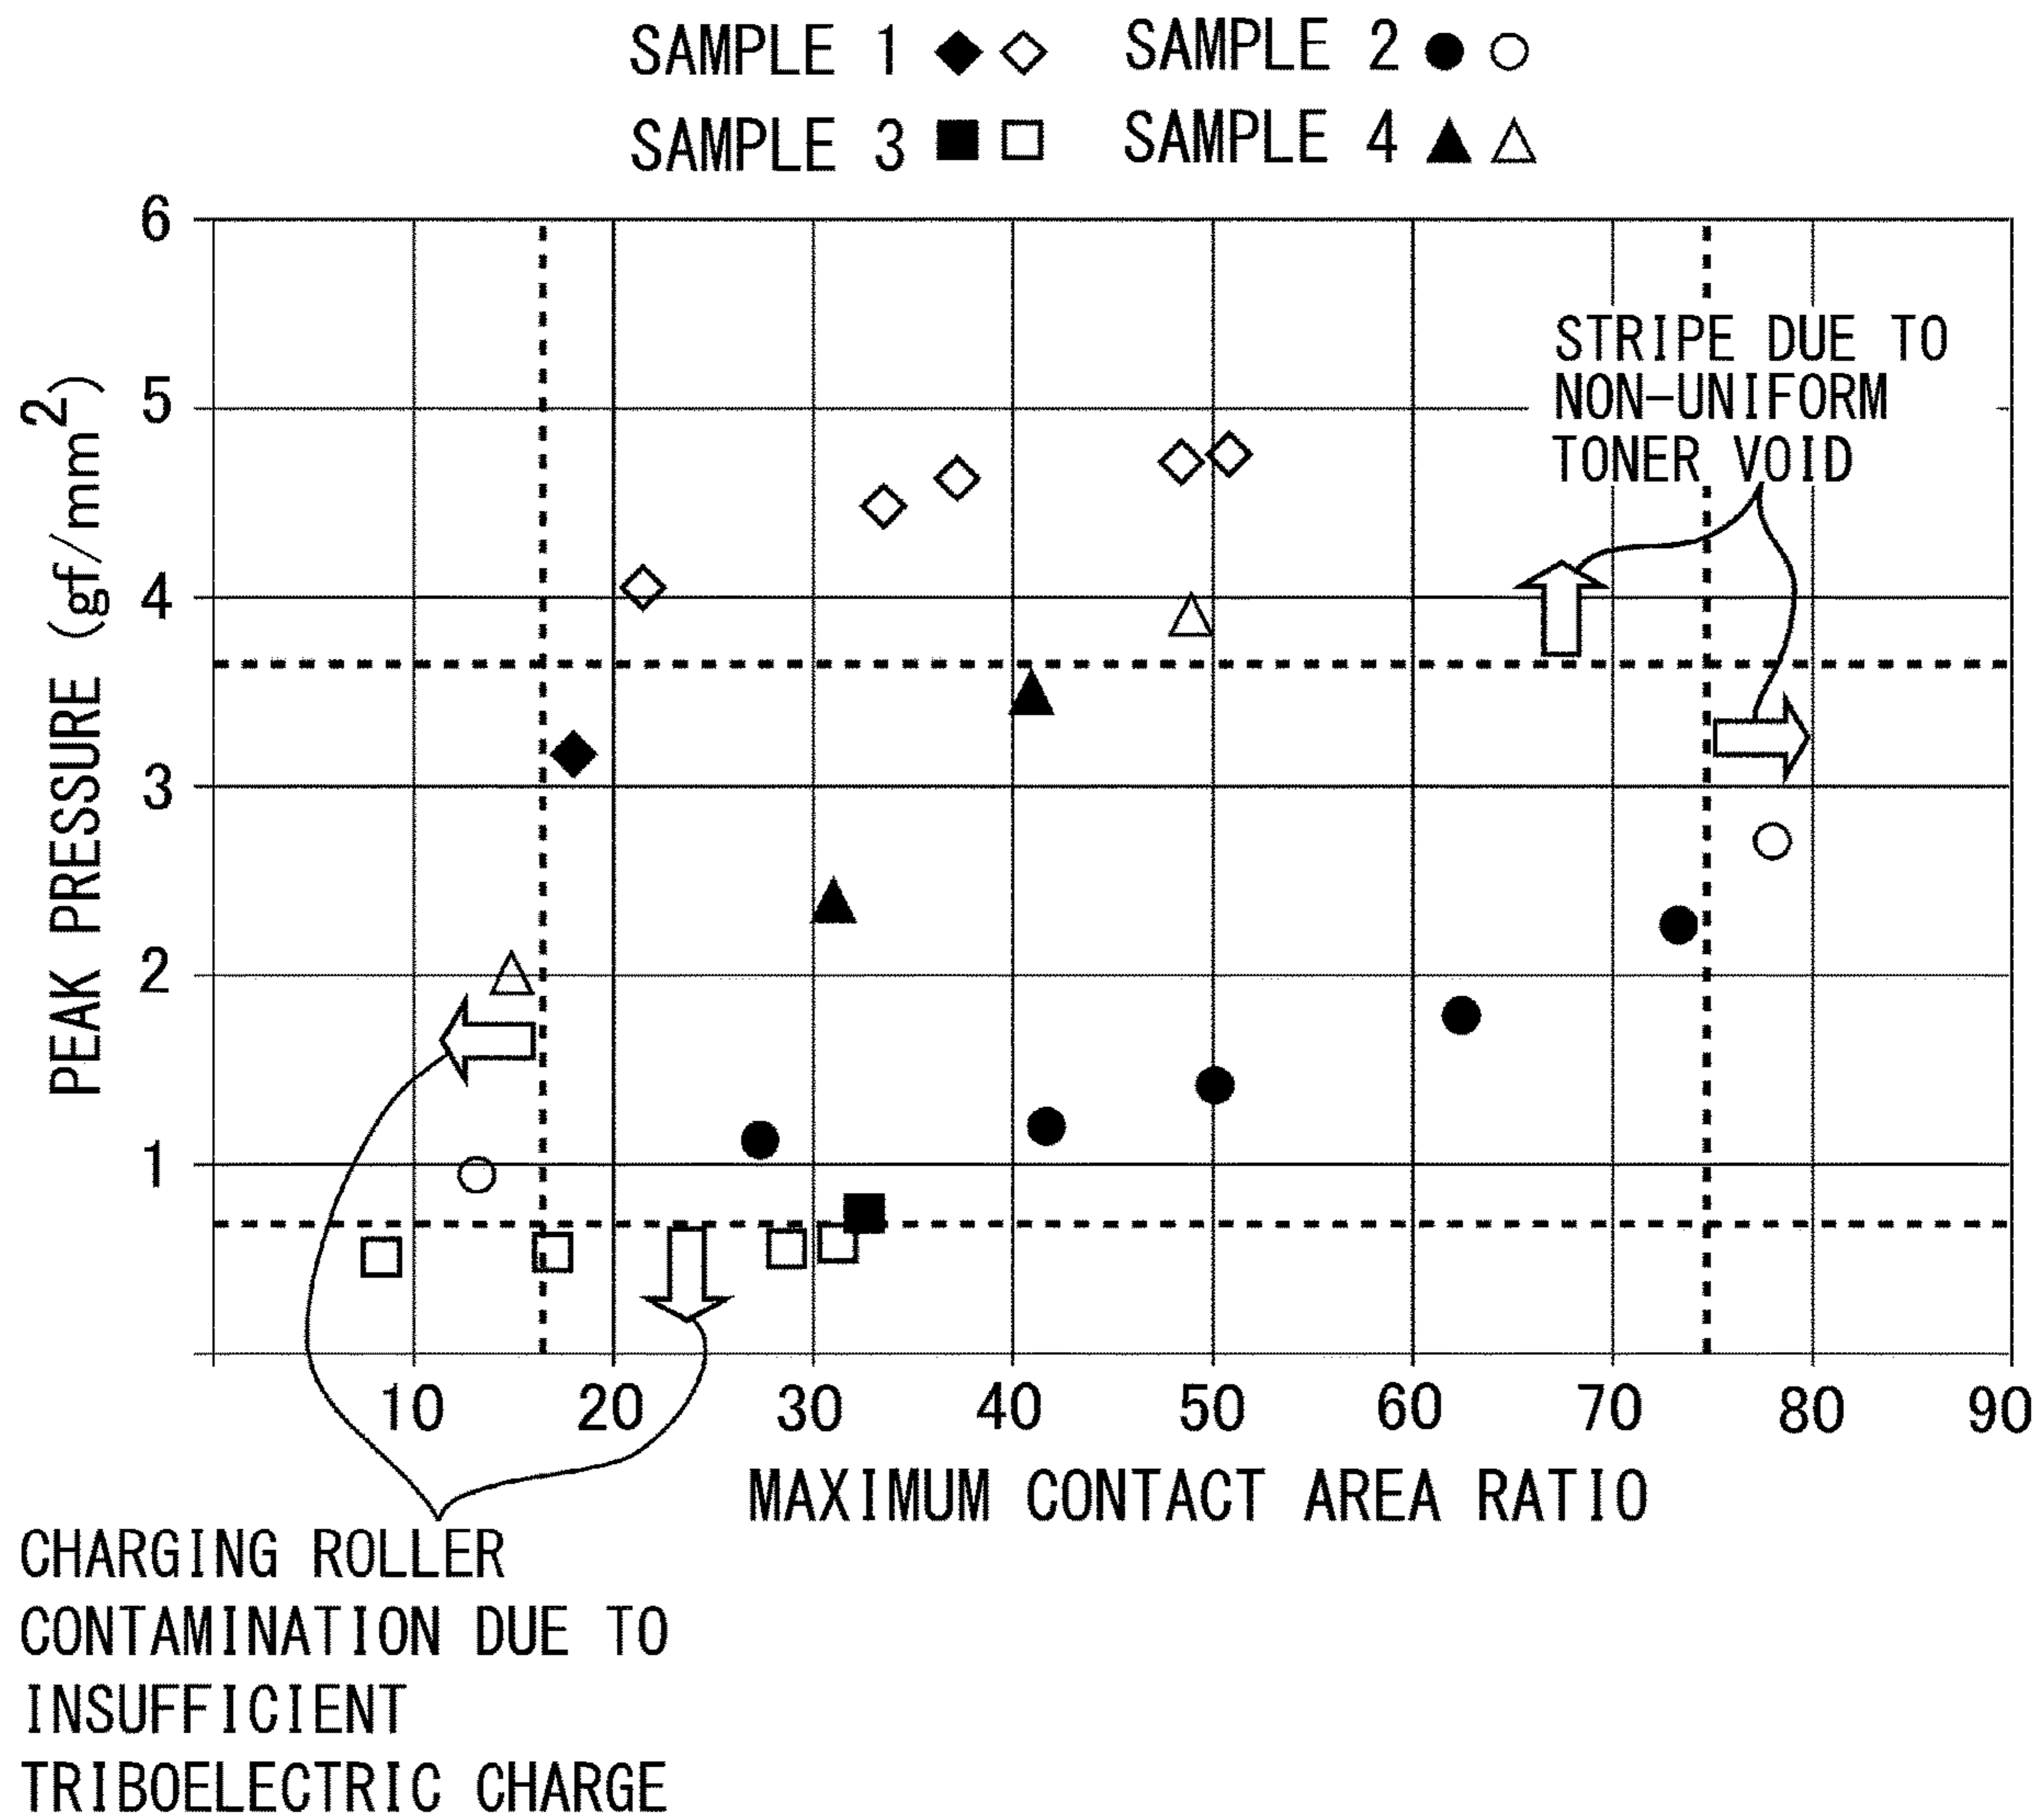 SAMPLE 1 ◆ ◇ SAMPLE 2 ● ○
SAMPLE 3 ■ □ SAMPLE 4 ▲ △
6
5
4
3
2
1
PEAK PRESSURE (gf/mm²)
STRIPE DUE TO
NON-UNIFORM
TONER VOID
10 20 30 40 50 60 70 80 90
MAXIMUM CONTACT AREA RATIO
CHARGING ROLLER
CONTAMINATION DUE TO
INSUFFICIENT
TRIBOELECTRIC CHARGE